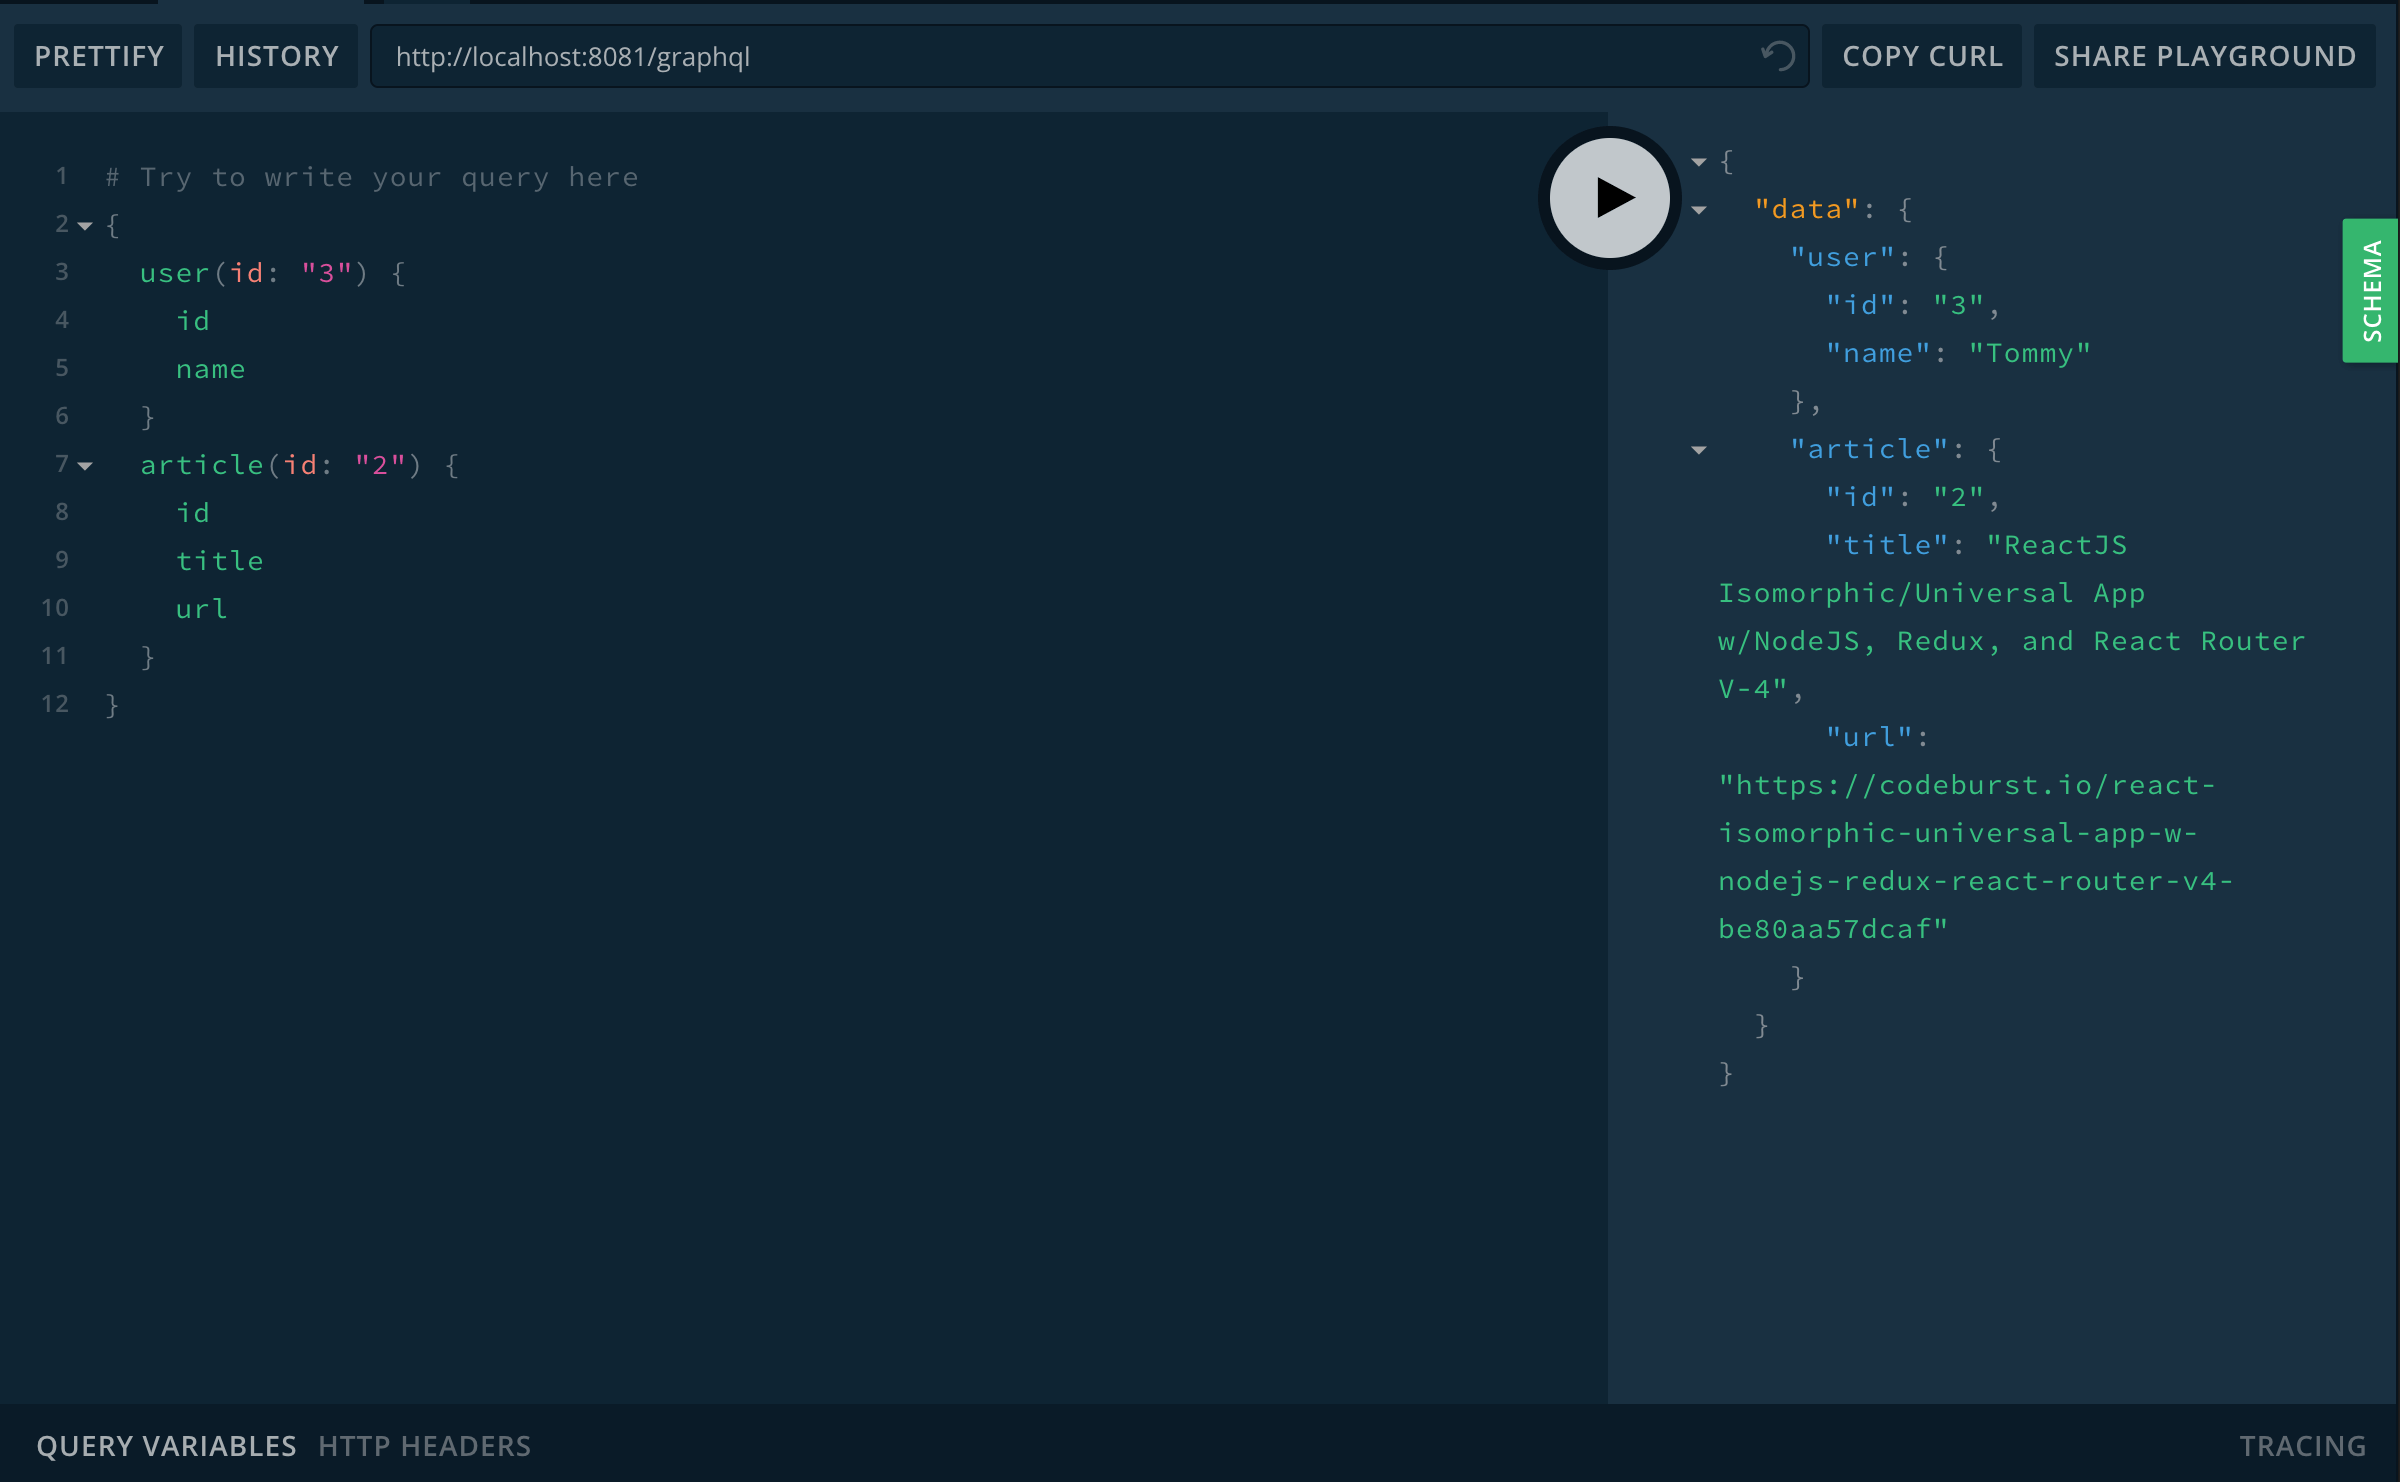 PRETTIFY HISTORY http://localhost:8081/graphql COPY CURL SHARE PLAYGROUND
1 # Try to write your query here
2 {
3 user(id: "3") {
4 id
5 name
6 }
7 article(id: "2") {
8 id
9 title
10 url
11 }
12 }
{
"data": {
"user": {
"id": "3",
"name": "Tommy"
},
"article": {
"id": "2",
"title": "ReactJS
Isomorphic/Universal App
w/NodeJS, Redux, and React Router
V-4",
"url":
"https://codeburst.io/react-
isomorphic-universal-app-w-
nodejs-redux-react-router-v4-
be80aa57dcaf"
}
}
}
SCHEMA
QUERY VARIABLES HTTP HEADERS TRACING